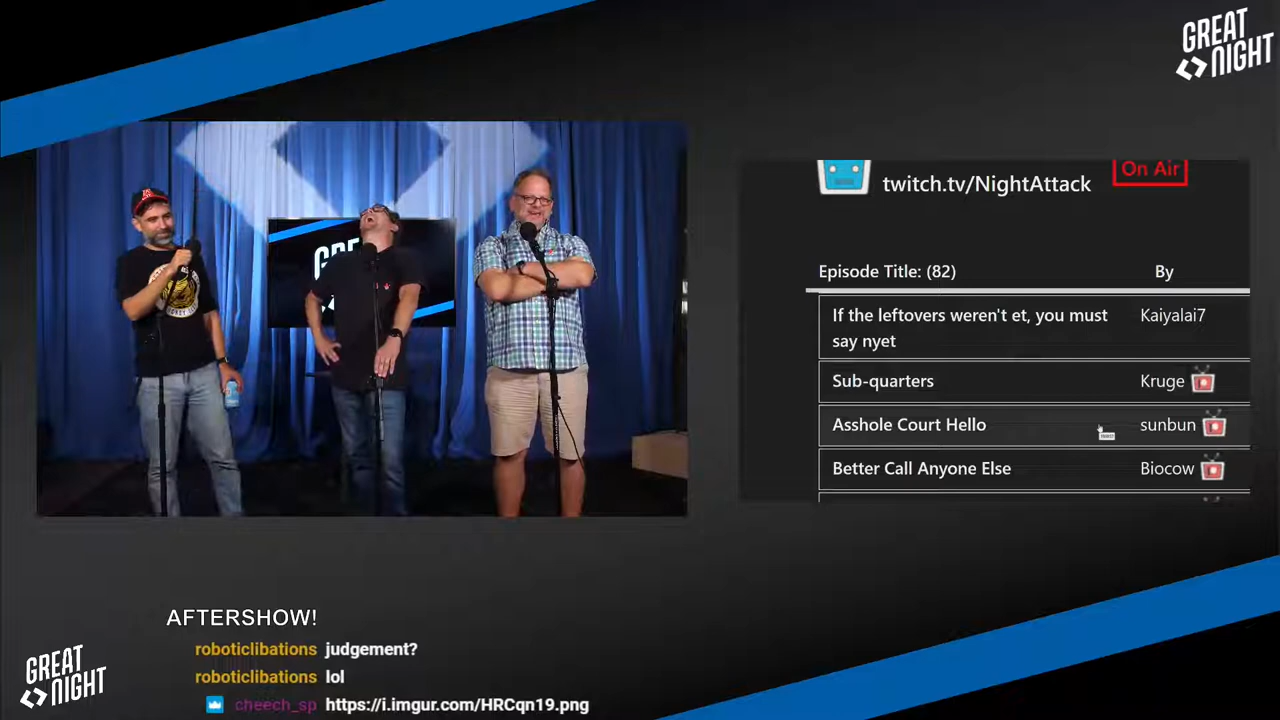 GREAT
NIGHT
twitch.tv/NightAttack
On Air
Episode Title: (82)
By
If the leftovers weren't et, you must
say nyet
Kaiyalai7
Sub-quarters
Kruge
Asshole Court Hello
sunbun
Better Call Anyone Else
Biocow
GRE
AFTERSHOW!
roboticlibations judgement?
roboticlibations lol
cheech_sp https://i.imgur.com/HRCqn19.png
GREAT
NIGHT